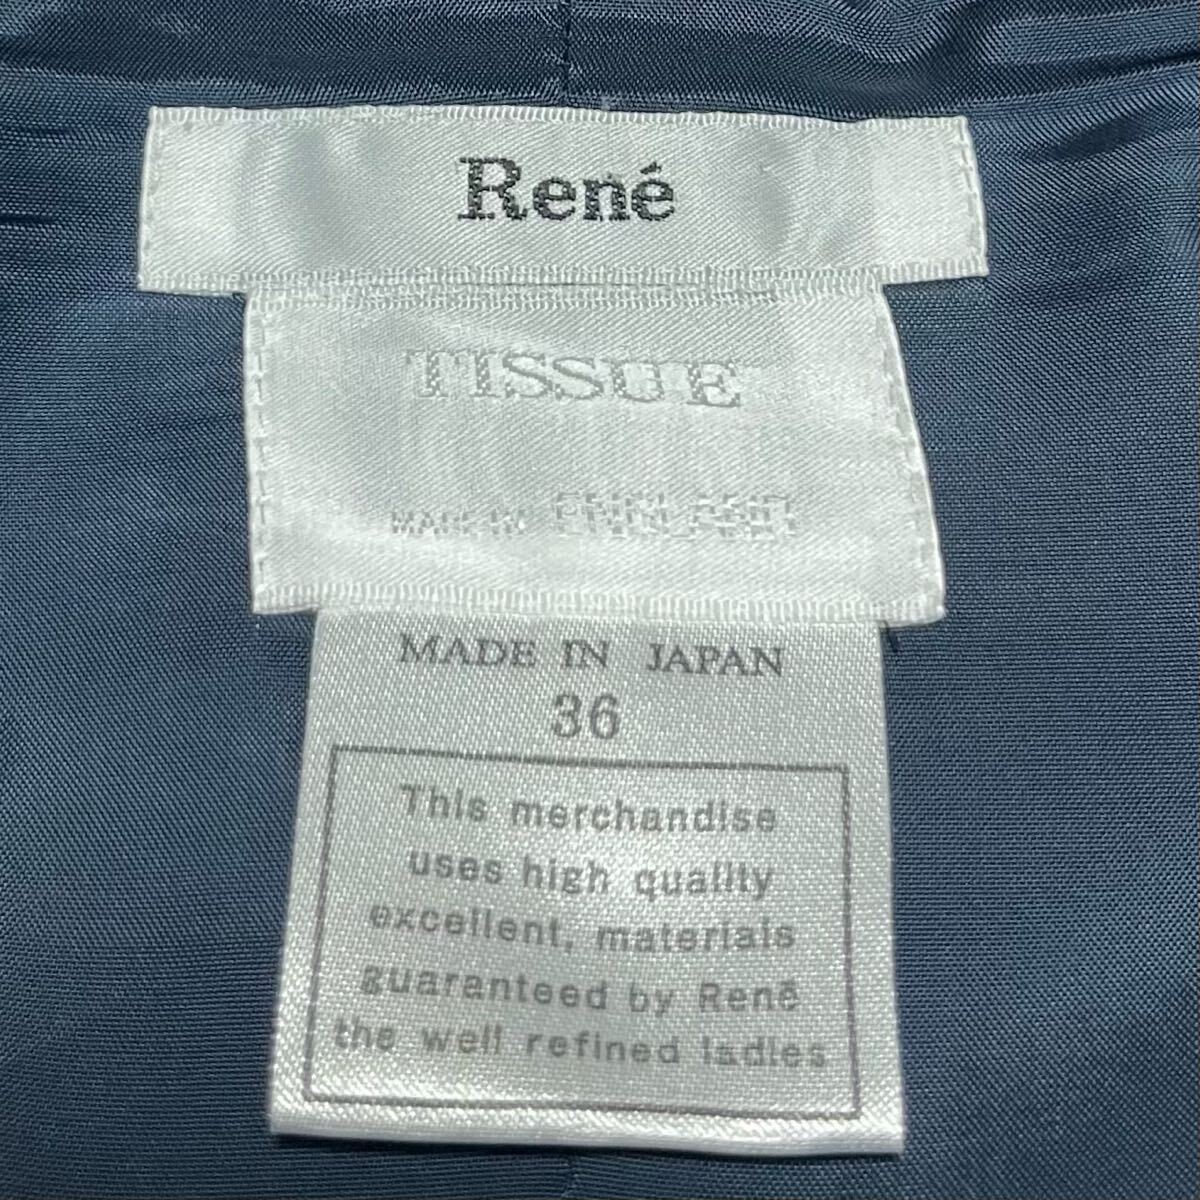 René
TISSUE
MADE IN ENGLAND
MADE IN JAPAN
36
This merchandise
uses high quality
excellent, materials
guaranteed by René
the well refined ladies